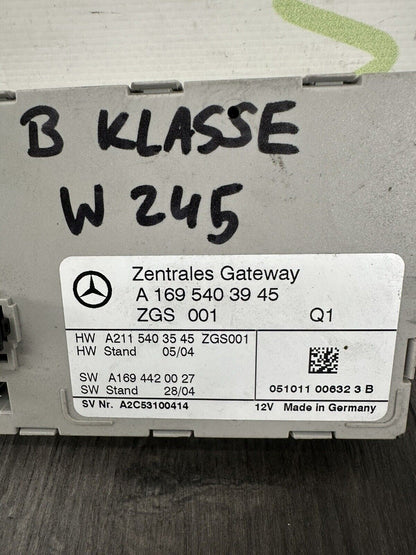 B KLASSE
W 245
Zentrales Gateway
A 169 540 39 45
ZGS 001 Q1
HW A211 540 35 45 ZGS001
HW Stand 05/04
SW A169 442 00 27
SW Stand 28/04
051011 00632 3 B
SV Nr. A2C53100414 12V Made in Germany